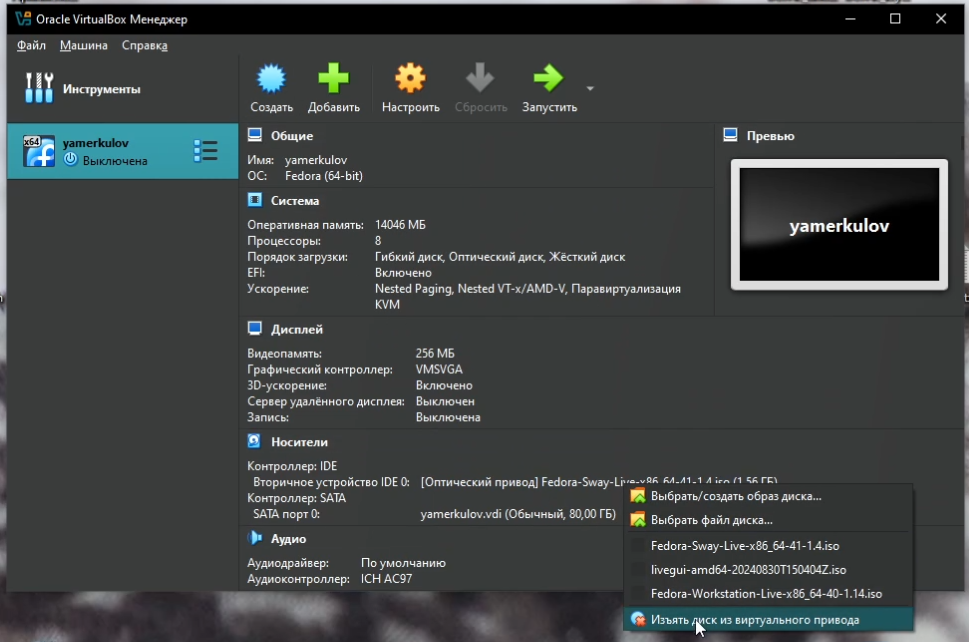 Oracle VirtualBox Менеджер
Файл Машина Справка
Инструменты
Создать Добавить Настроить Сбросить Запустить
x64
yamerkulov
Выключена
Общие
Имя: yamerkulov
ОС: Fedora (64-bit)
Система
Оперативная память: 14046 МБ
Процессоры: 8
Порядок загрузки: Гибкий диск, Оптический диск, Жёсткий диск
EFI: Включено
Ускорение: Nested Paging, Nested VT-x/AMD-V, Паравиртуализация
KVM
Превью
yamerkulov
Дисплей
Видеопамять: 256 МБ
Графический контроллер: VMSVGA
3D-ускорение: Включено
Сервер удалённого дисплея: Выключен
Запись: Выключена
Носители
Контроллер: IDE
Вторичное устройство IDE 0: [Оптический привод] Fedora-Sway-Live-x86_64-41-1.4.iso (1,56 ГБ)
Контроллер: SATA
SATA порт 0: yamerkulov.vdi (Обычный, 80,00 ГБ)
Аудио
Аудиодрайвер: По умолчанию
Аудиоконтроллер: ICH AC97
Выбрать/создать образ диска...
Выбрать файл диска...
Fedora-Sway-Live-x86_64-41-1.4.iso
livegui-amd64-20240830T150404Z.iso
Fedora-Workstation-Live-x86_64-40-1.14.iso
Изъять диск из виртуального привода